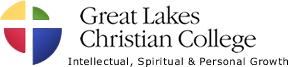 Great Lakes
Christian College
Intellectual, Spiritual & Personal Growth